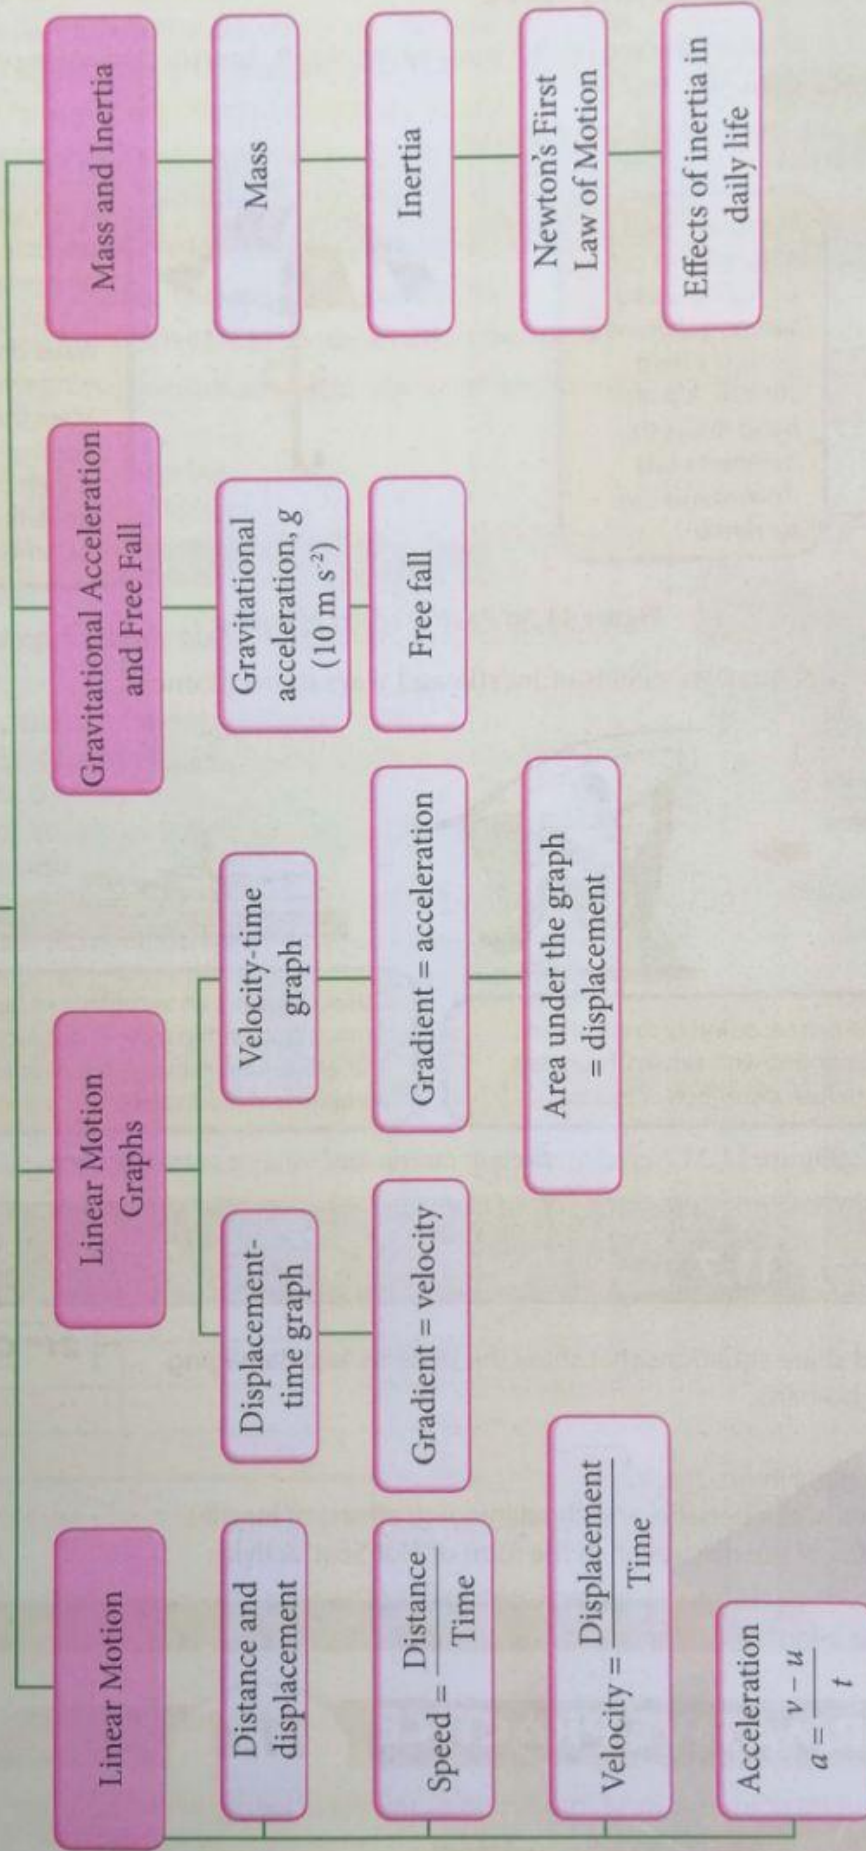 Linear Motion
Distance and
displacement
Speed = Distance / Time
Velocity = Displacement / Time
Acceleration
a = v − u / t
Linear Motion
Graphs
Displacement-
time graph
Gradient = velocity
Velocity-time
graph
Gradient = acceleration
Area under the graph
= displacement
Gravitational Acceleration
and Free Fall
Gravitational
acceleration, g
(10 m s⁻²)
Free fall
Mass and Inertia
Mass
Inertia
Newton's First
Law of Motion
Effects of inertia in
daily life